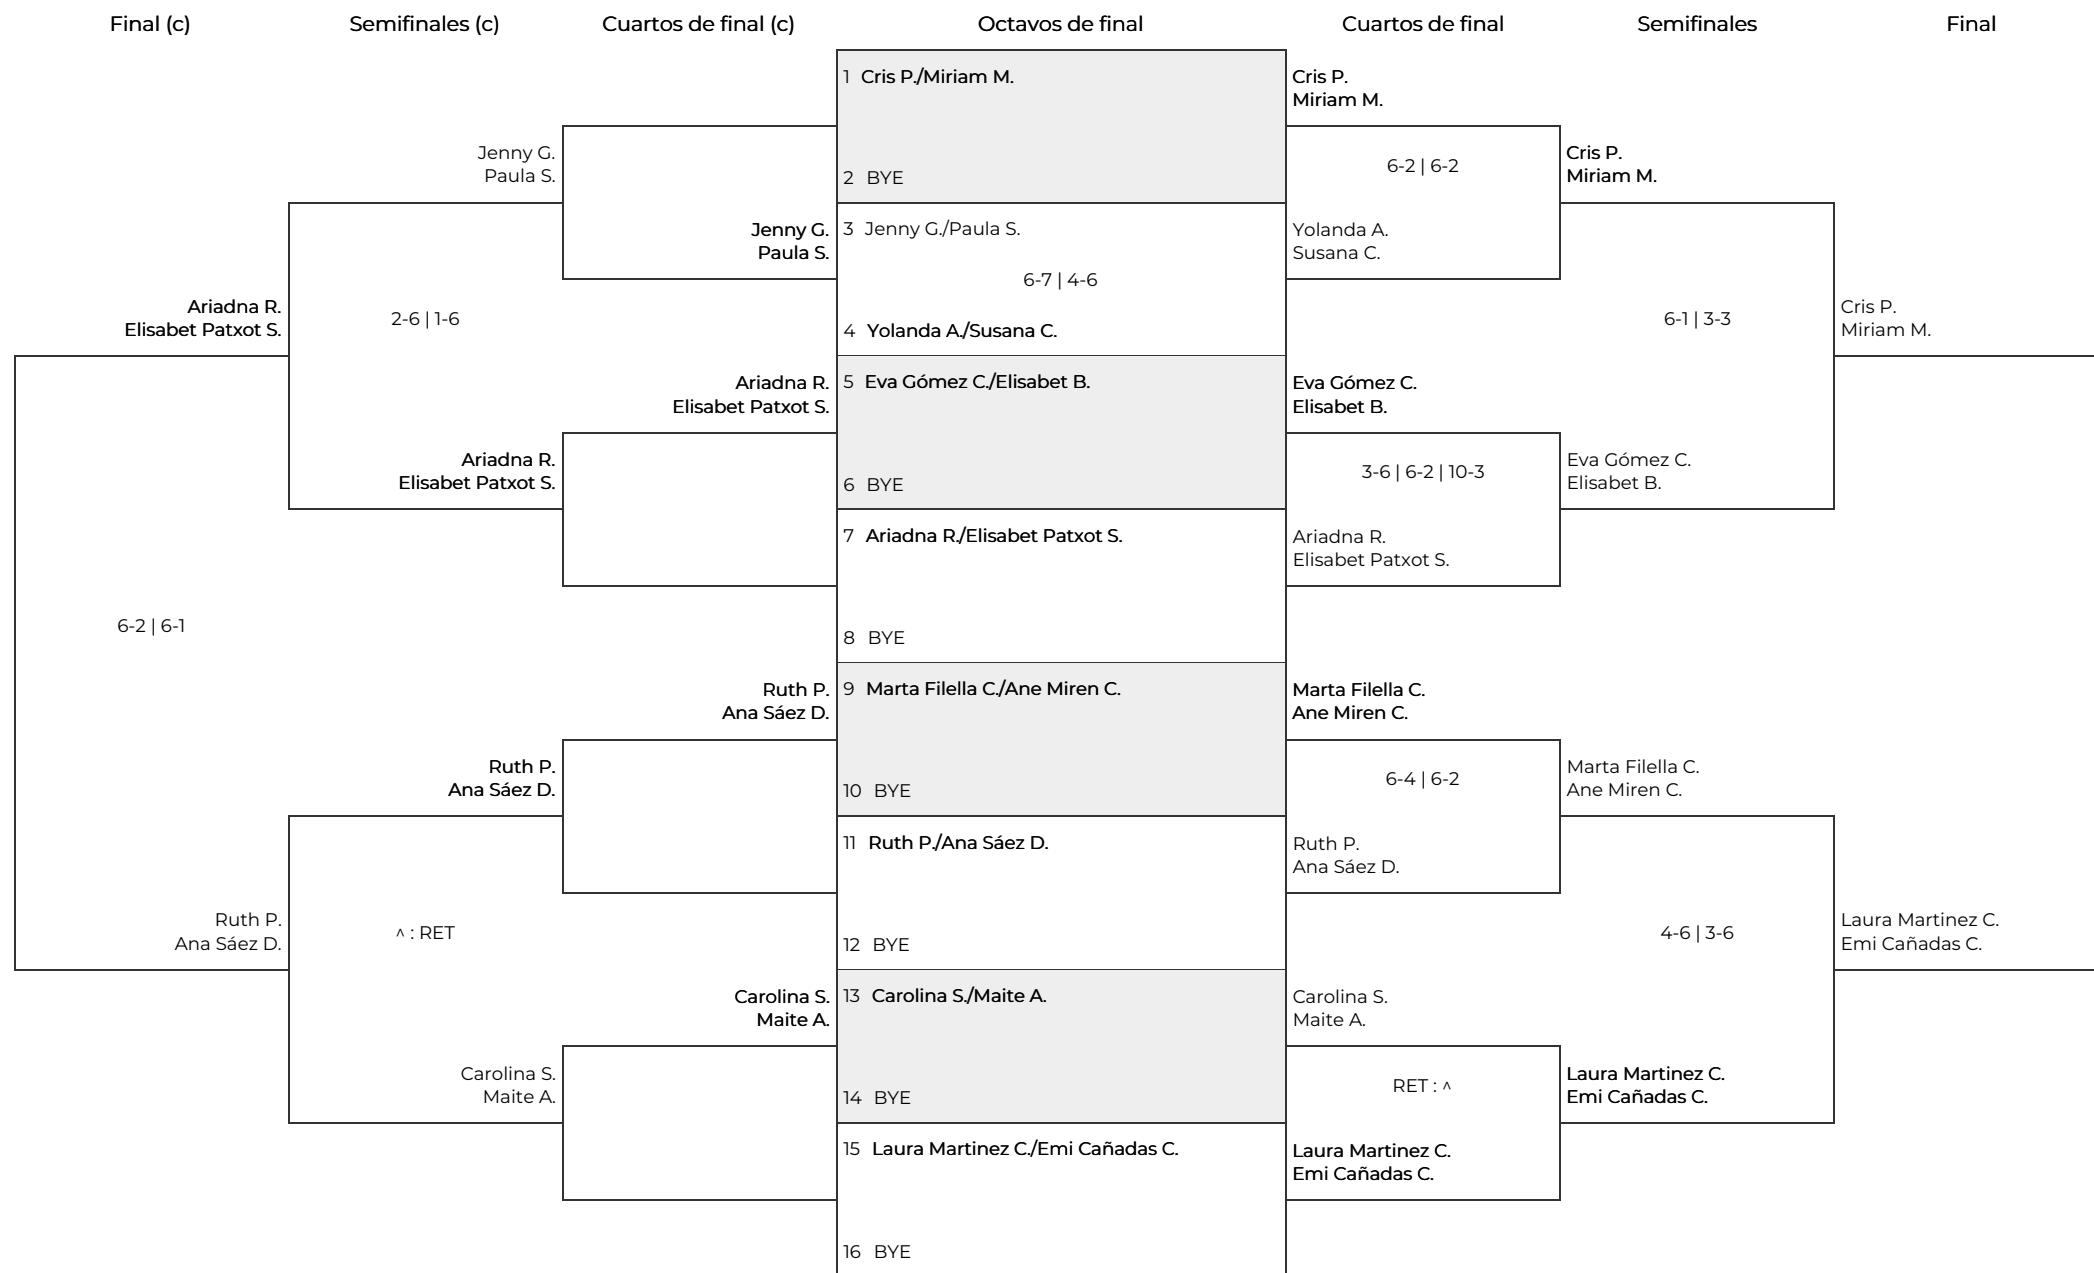 Final (c)
Semifinales (c)
Cuartos de final (c)
Octavos de final
Cuartos de final
Semifinales
Final
Ariadna R.
Elisabet Patxot S.
6-2 | 6-1
Ruth P.
Ana Sáez D.
Jenny G.
Paula S.
2-6 | 1-6
Ariadna R.
Elisabet Patxot S.
Ruth P.
Ana Sáez D.
^ : RET
Carolina S.
Maite A.
Jenny G.
Paula S.
Ariadna R.
Elisabet Patxot S.
Ruth P.
Ana Sáez D.
Carolina S.
Maite A.
1 Cris P./Miriam M.
2 BYE
3 Jenny G./Paula S.
6-7 | 4-6
4 Yolanda A./Susana C.
5 Eva Gómez C./Elisabet B.
6 BYE
7 Ariadna R./Elisabet Patxot S.
8 BYE
9 Marta Filella C./Ane Miren C.
10 BYE
11 Ruth P./Ana Sáez D.
12 BYE
13 Carolina S./Maite A.
14 BYE
15 Laura Martinez C./Emi Cañadas C.
16 BYE
Cris P.
Miriam M.
6-2 | 6-2
Yolanda A.
Susana C.
Eva Gómez C.
Elisabet B.
3-6 | 6-2 | 10-3
Ariadna R.
Elisabet Patxot S.
Marta Filella C.
Ane Miren C.
6-4 | 6-2
Ruth P.
Ana Sáez D.
Carolina S.
Maite A.
RET : ^
Laura Martinez C.
Emi Cañadas C.
Cris P.
Miriam M.
6-1 | 3-3
Eva Gómez C.
Elisabet B.
Marta Filella C.
Ane Miren C.
4-6 | 3-6
Laura Martinez C.
Emi Cañadas C.
Cris P.
Miriam M.
Laura Martinez C.
Emi Cañadas C.